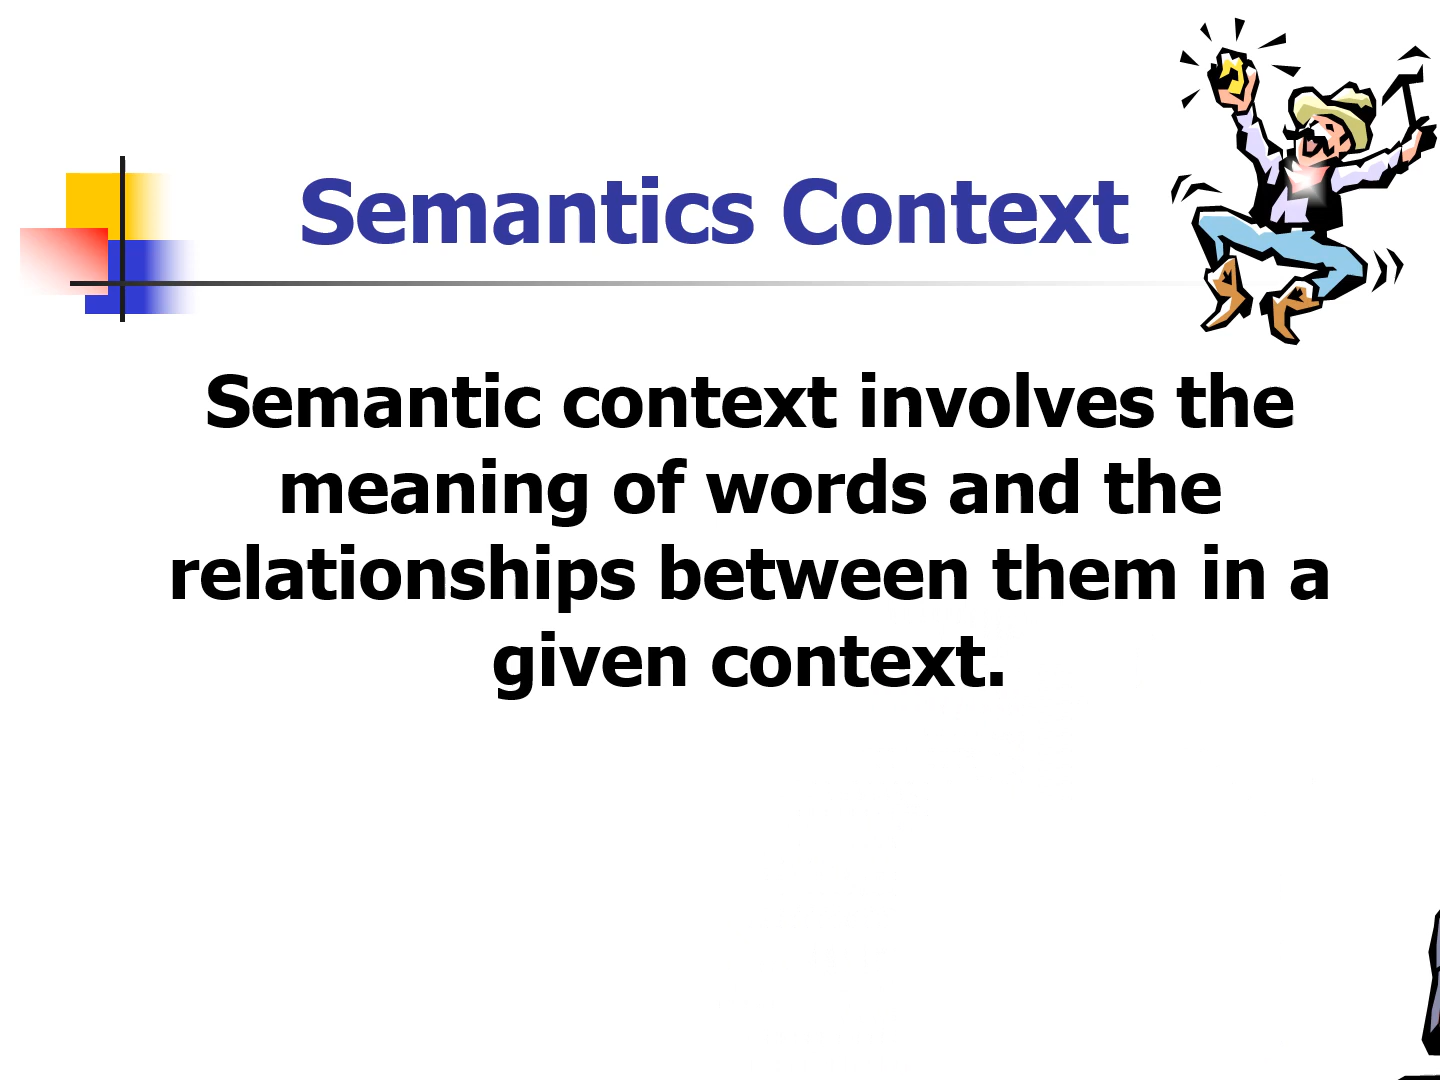 Semantics Context
Semantic context involves the
meaning of words and the
relationships between them in a
given context.